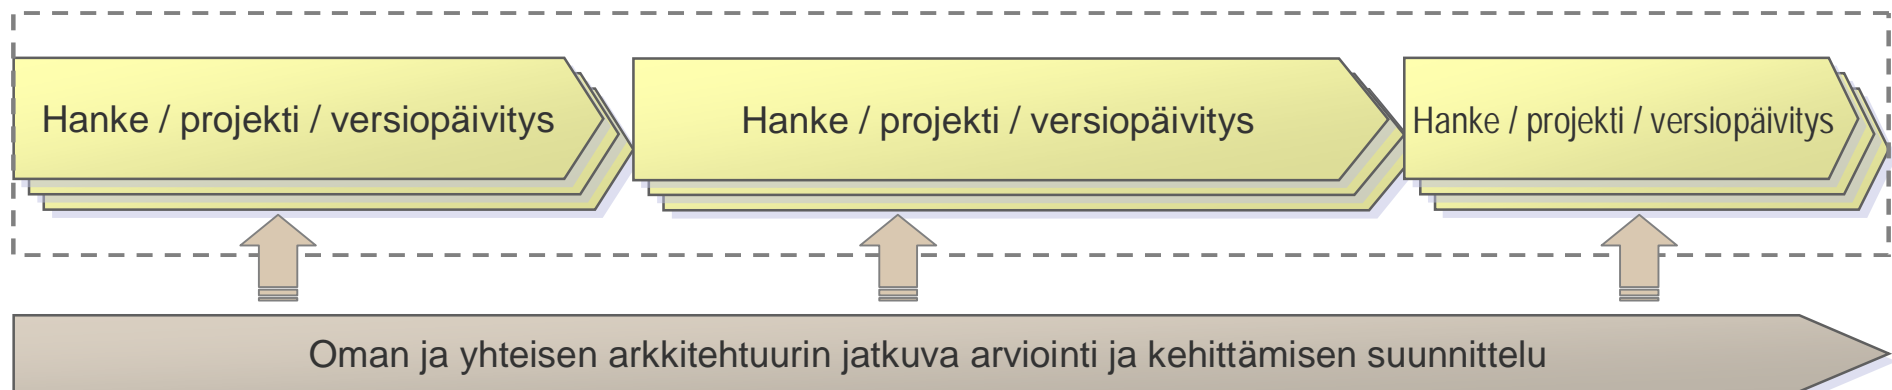 Hanke / projekti / versiopäivitys
Hanke / projekti / versiopäivitys
Hanke / projekti / versiopäivitys
Oman ja yhteisen arkkitehtuurin jatkuva arviointi ja kehittämisen suunnittelu